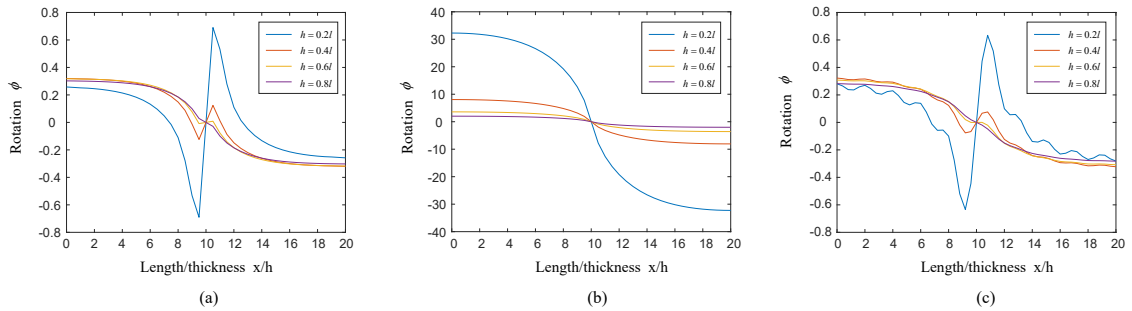 0.8
0.6
0.4
0.2
0
-0.2
-0.4
-0.6
-0.8
Rotation ϕ
0 2 4 6 8 10 12 14 16 18 20
Length/thickness x/h
h = 0.2l
h = 0.4l
h = 0.6l
h = 0.8l
(a)
40
30
20
10
0
-10
-20
-30
-40
Rotation ϕ
0 2 4 6 8 10 12 14 16 18 20
Length/thickness x/h
h = 0.2l
h = 0.4l
h = 0.6l
h = 0.8l
(b)
0.8
0.6
0.4
0.2
0
-0.2
-0.4
-0.6
-0.8
Rotation ϕ
0 2 4 6 8 10 12 14 16 18 20
Length/thickness x/h
h = 0.2l
h = 0.4l
h = 0.6l
h = 0.8l
(c)